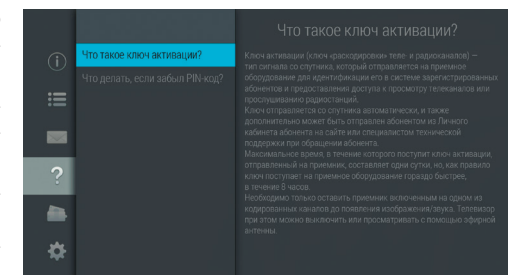 Что такое ключ активации?
Что такое ключ активации?
Что делать, если забыл PIN-код?
Ключ активации (ключ «раскодировки» теле- и радиоканалов) —
тип сигнала со спутника, который отправляется на приемное
оборудование для идентификации его в системе зарегистрированных
абонентов и предоставления доступа к просмотру телеканалов или
прослушиванию радиостанций.
Ключ отправляется со спутника автоматически, и также
дополнительно может быть отправлен абонентом из Личного
кабинета абонента на сайте или специалистом технической
поддержки при обращении абонента.
Максимальное время, в течение которого поступит ключ активации,
отправленный на приемник, составляет одни сутки, но, как правило
ключ поступает на приемное оборудование гораздо быстрее,
в течение 8 часов.
Необходимо только оставить приемник включенным на одном из
кодированных каналов до появления изображения/звука. Телевизор
при этом можно выключить или просматривать с помощью эфирной
антенны.